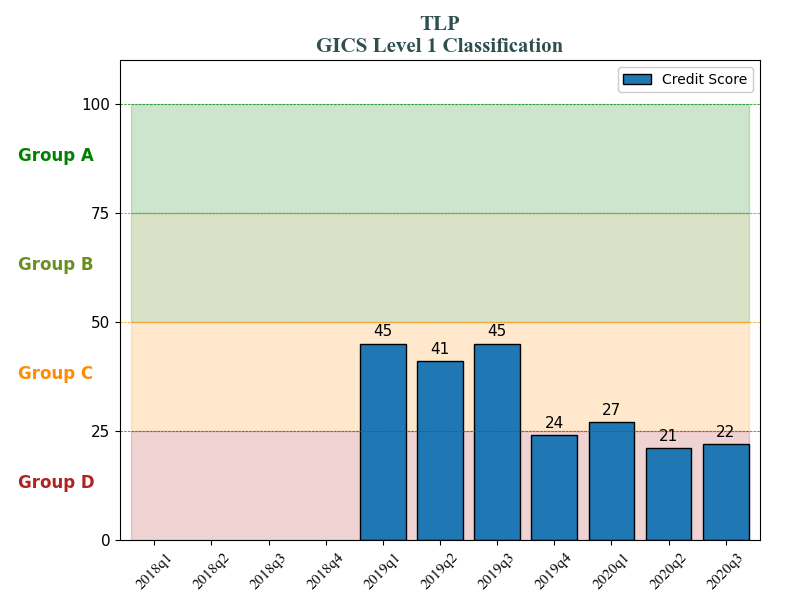 TLP
GICS Level 1 Classification
Credit Score
100
Group A
75
Group B
50
45
41
45
Group C
24
27
21
22
25
Group D
0
2018q1
2018q2
2018q3
2018q4
2019q1
2019q2
2019q3
2019q4
2020q1
2020q2
2020q3